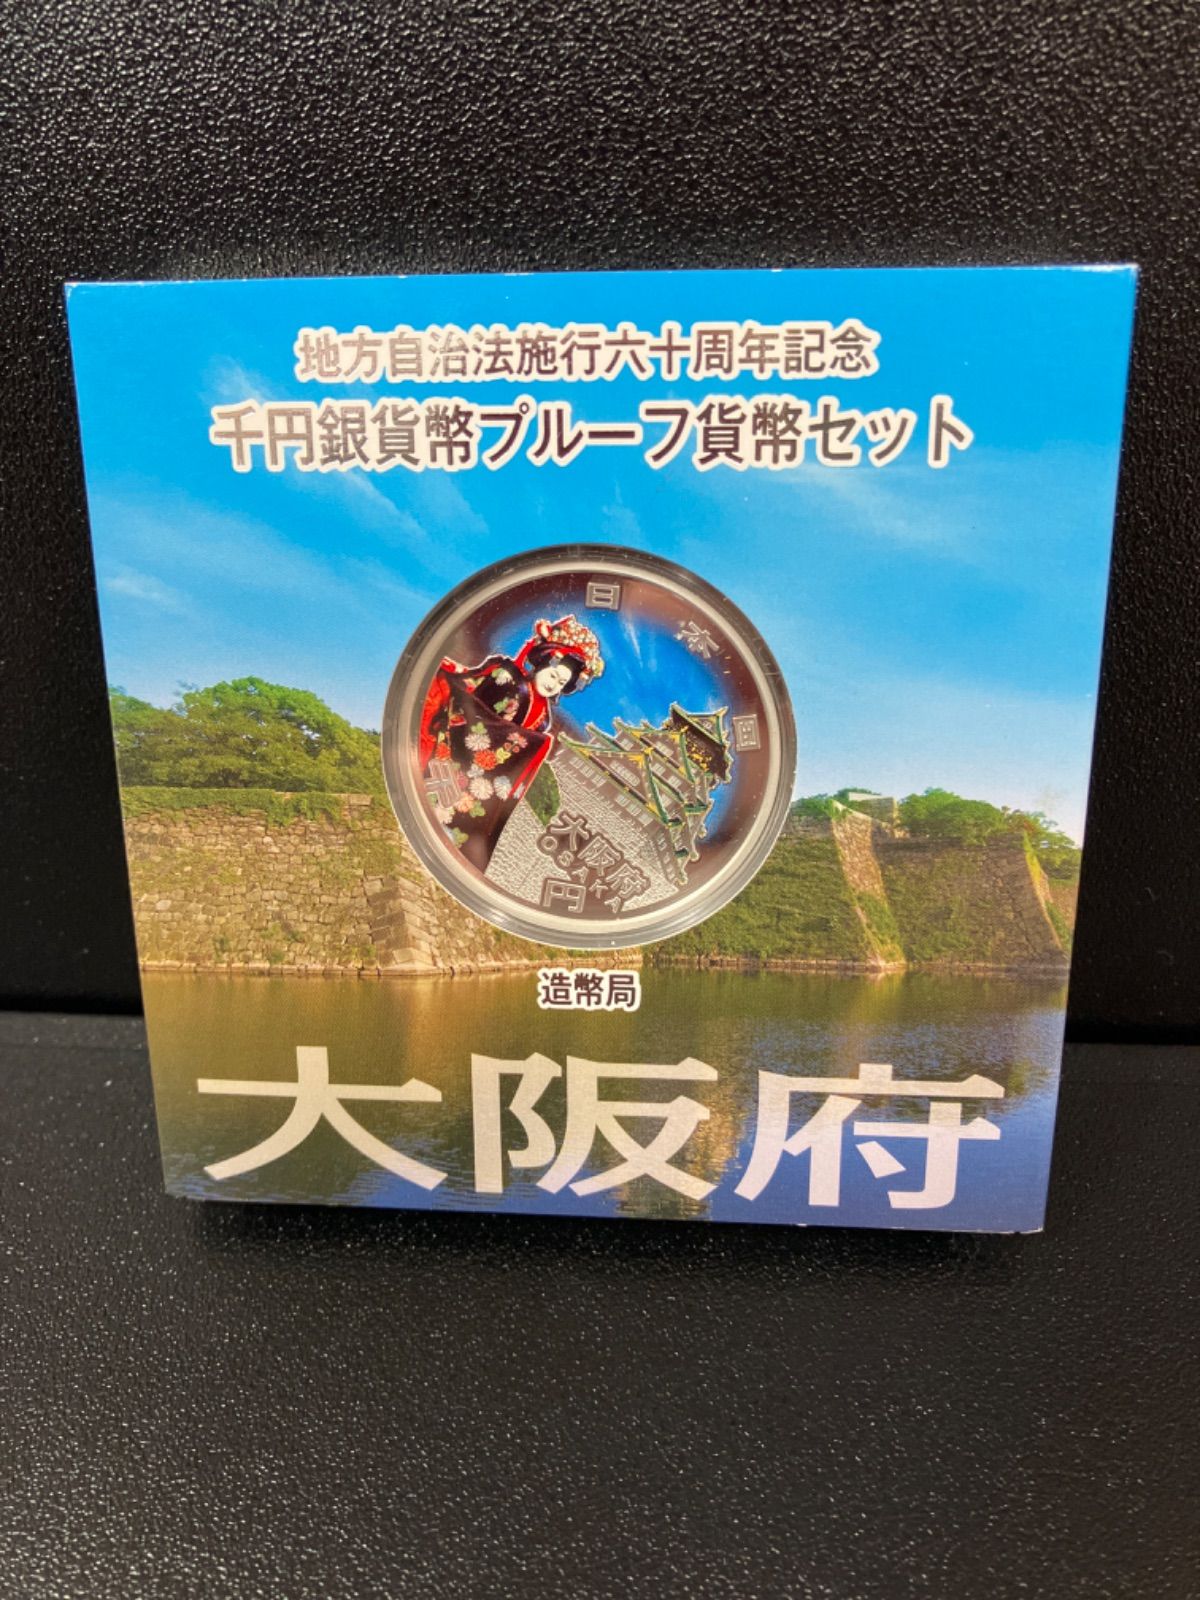 地方自治法施行六十周年記念
千円銀貨幣プルーフ貨幣セット
日本国
千
大阪府
OSAKA
円
造幣局
大阪府